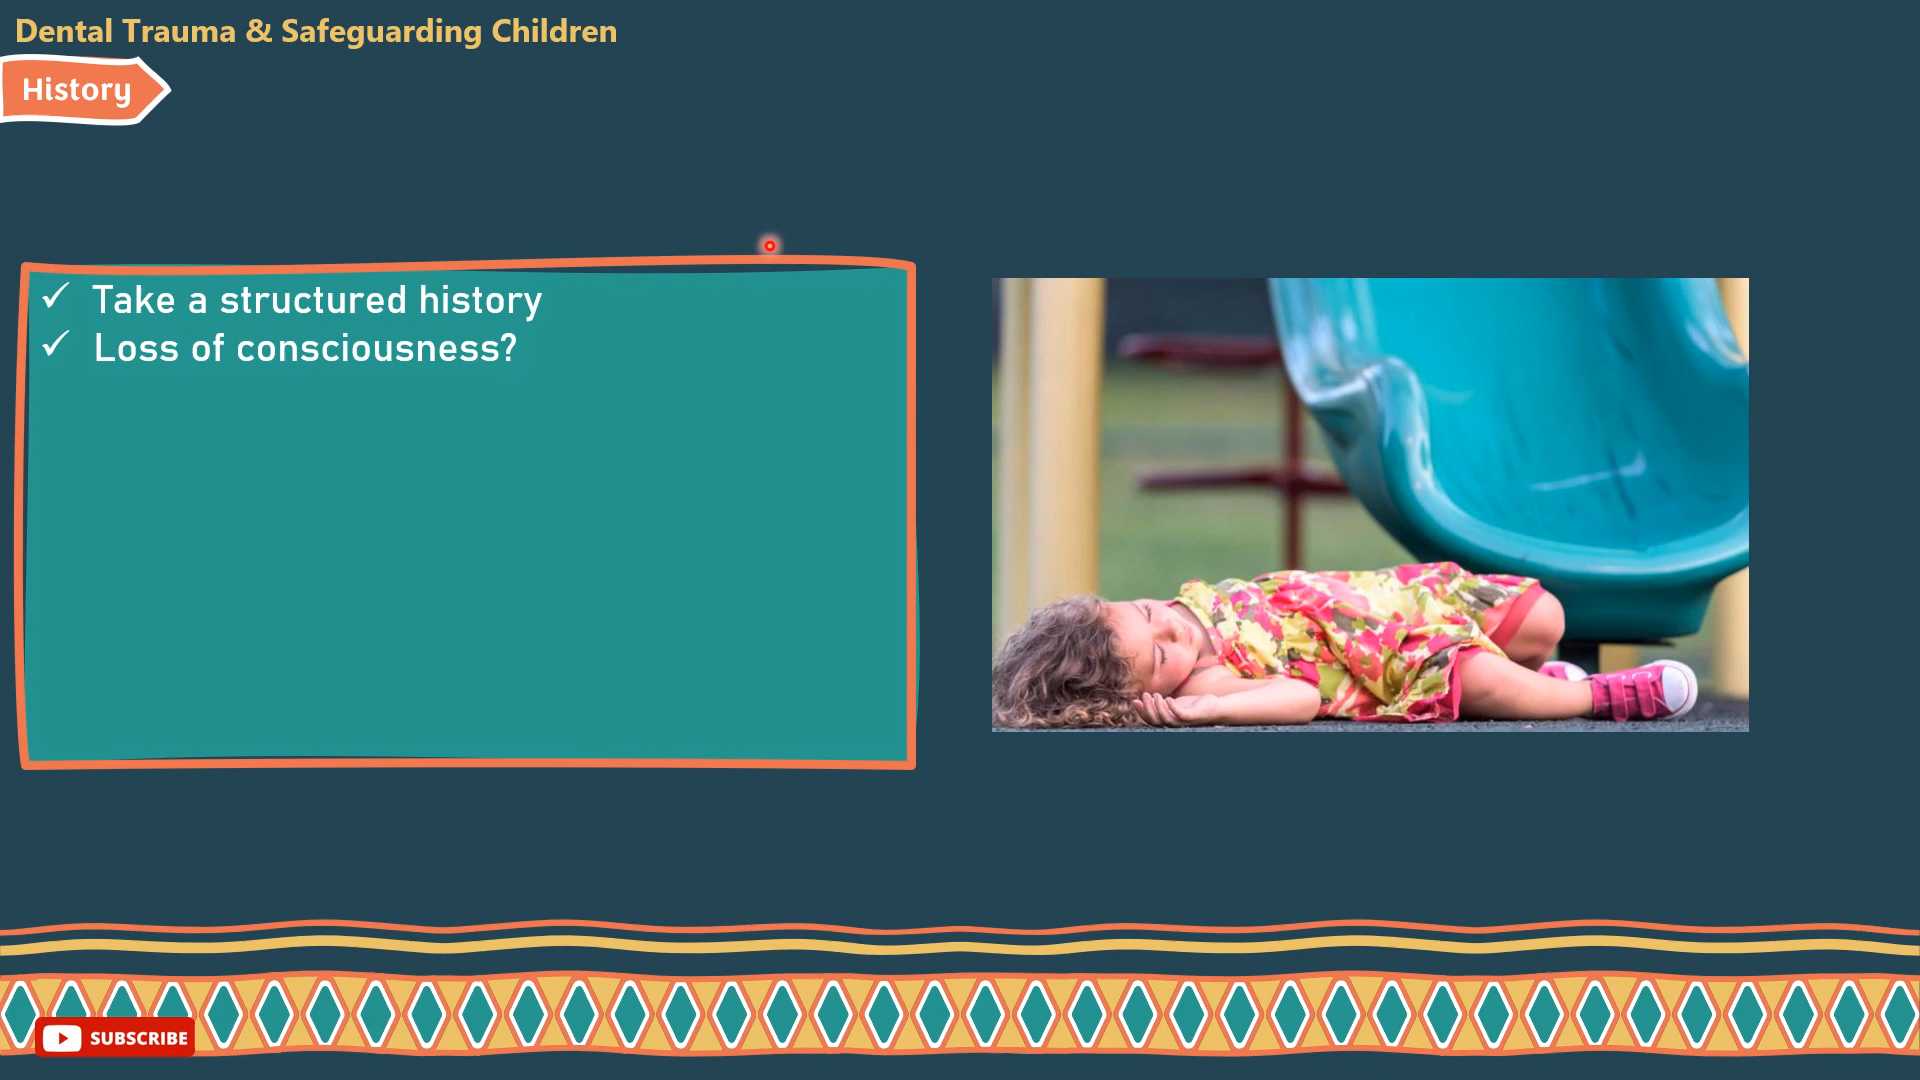 Dental Trauma & Safeguarding Children
History
✓ Take a structured history
✓ Loss of consciousness?
SUBSCRIBE